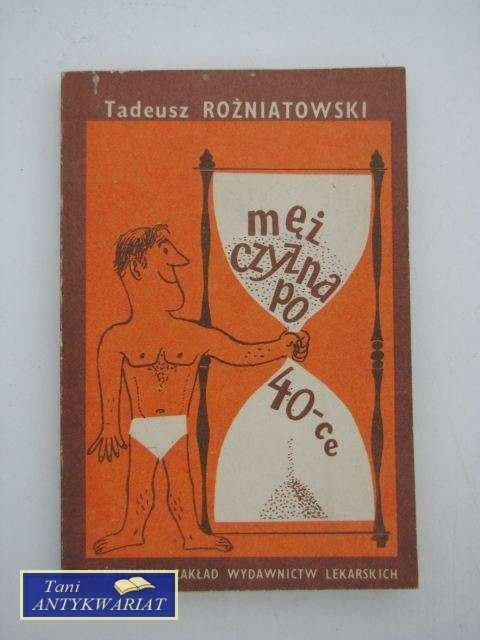 Tadeusz ROŻNIATOWSKI
męż
czyzna
po
40-ce
ZAKŁAD WYDAWNICTW LEKARSKICH
Tani
ANTYKWARIAT